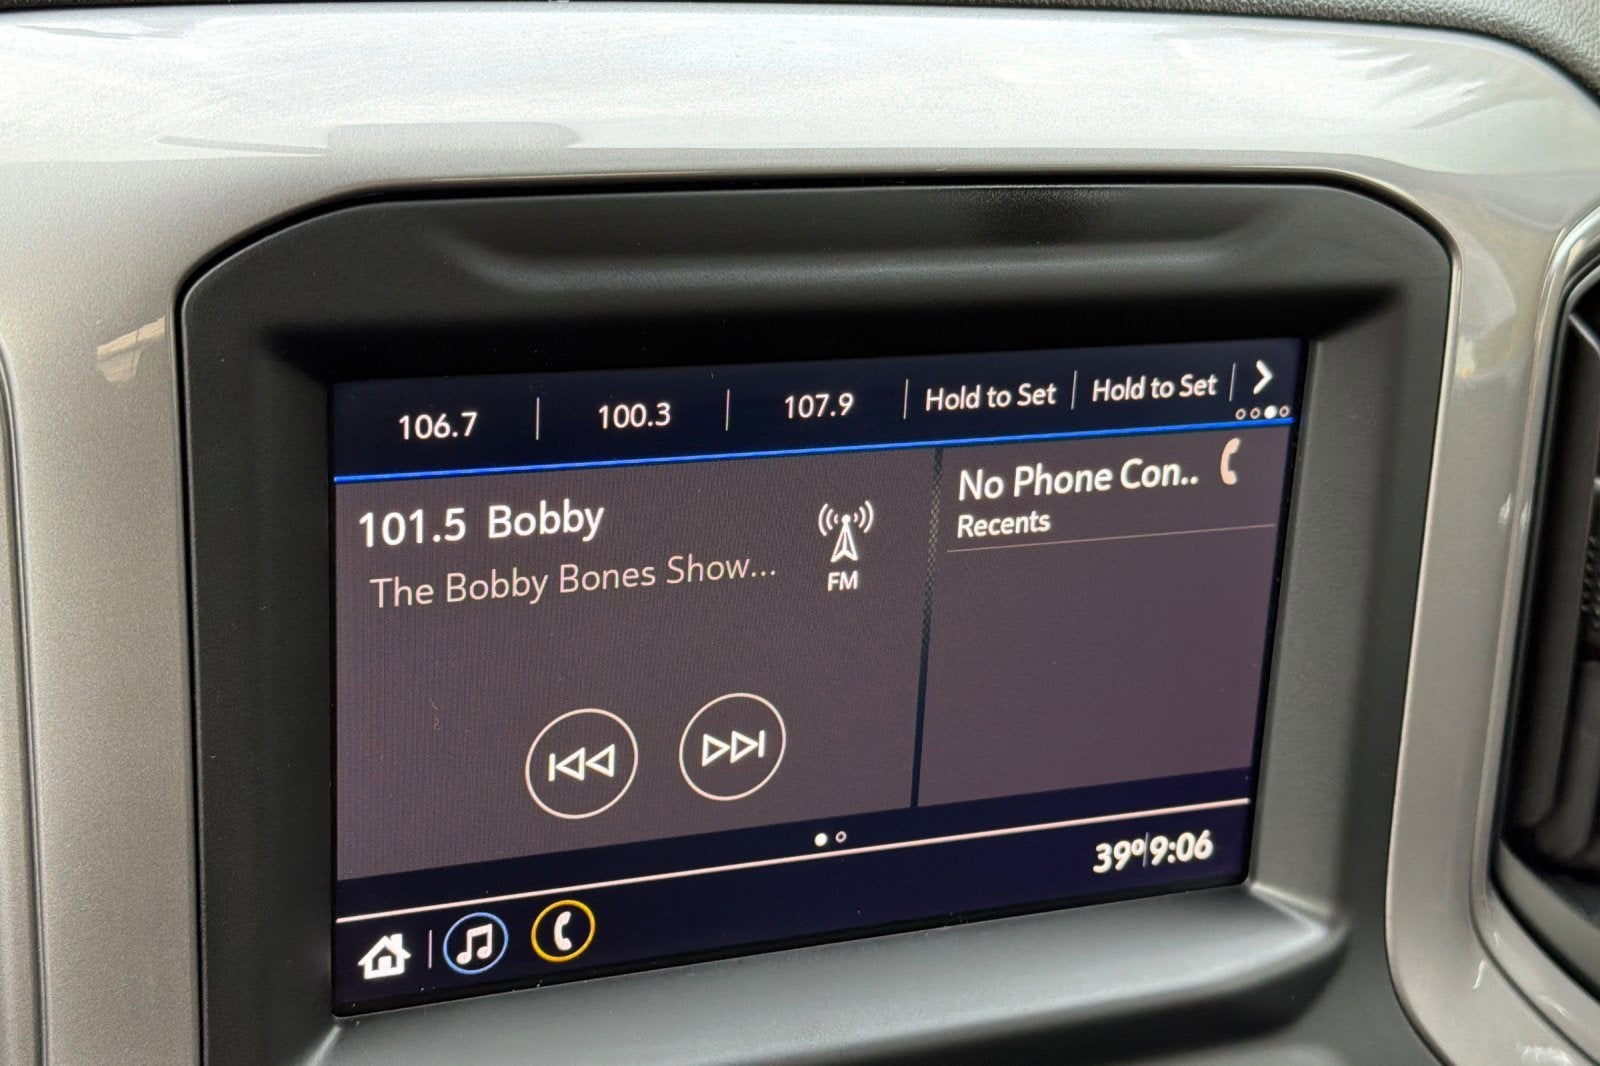 106.7 100.3 107.9 Hold to Set Hold to Set
101.5 Bobby
The Bobby Bones Show...
FM
No Phone Con..
Recents
39° 9:06